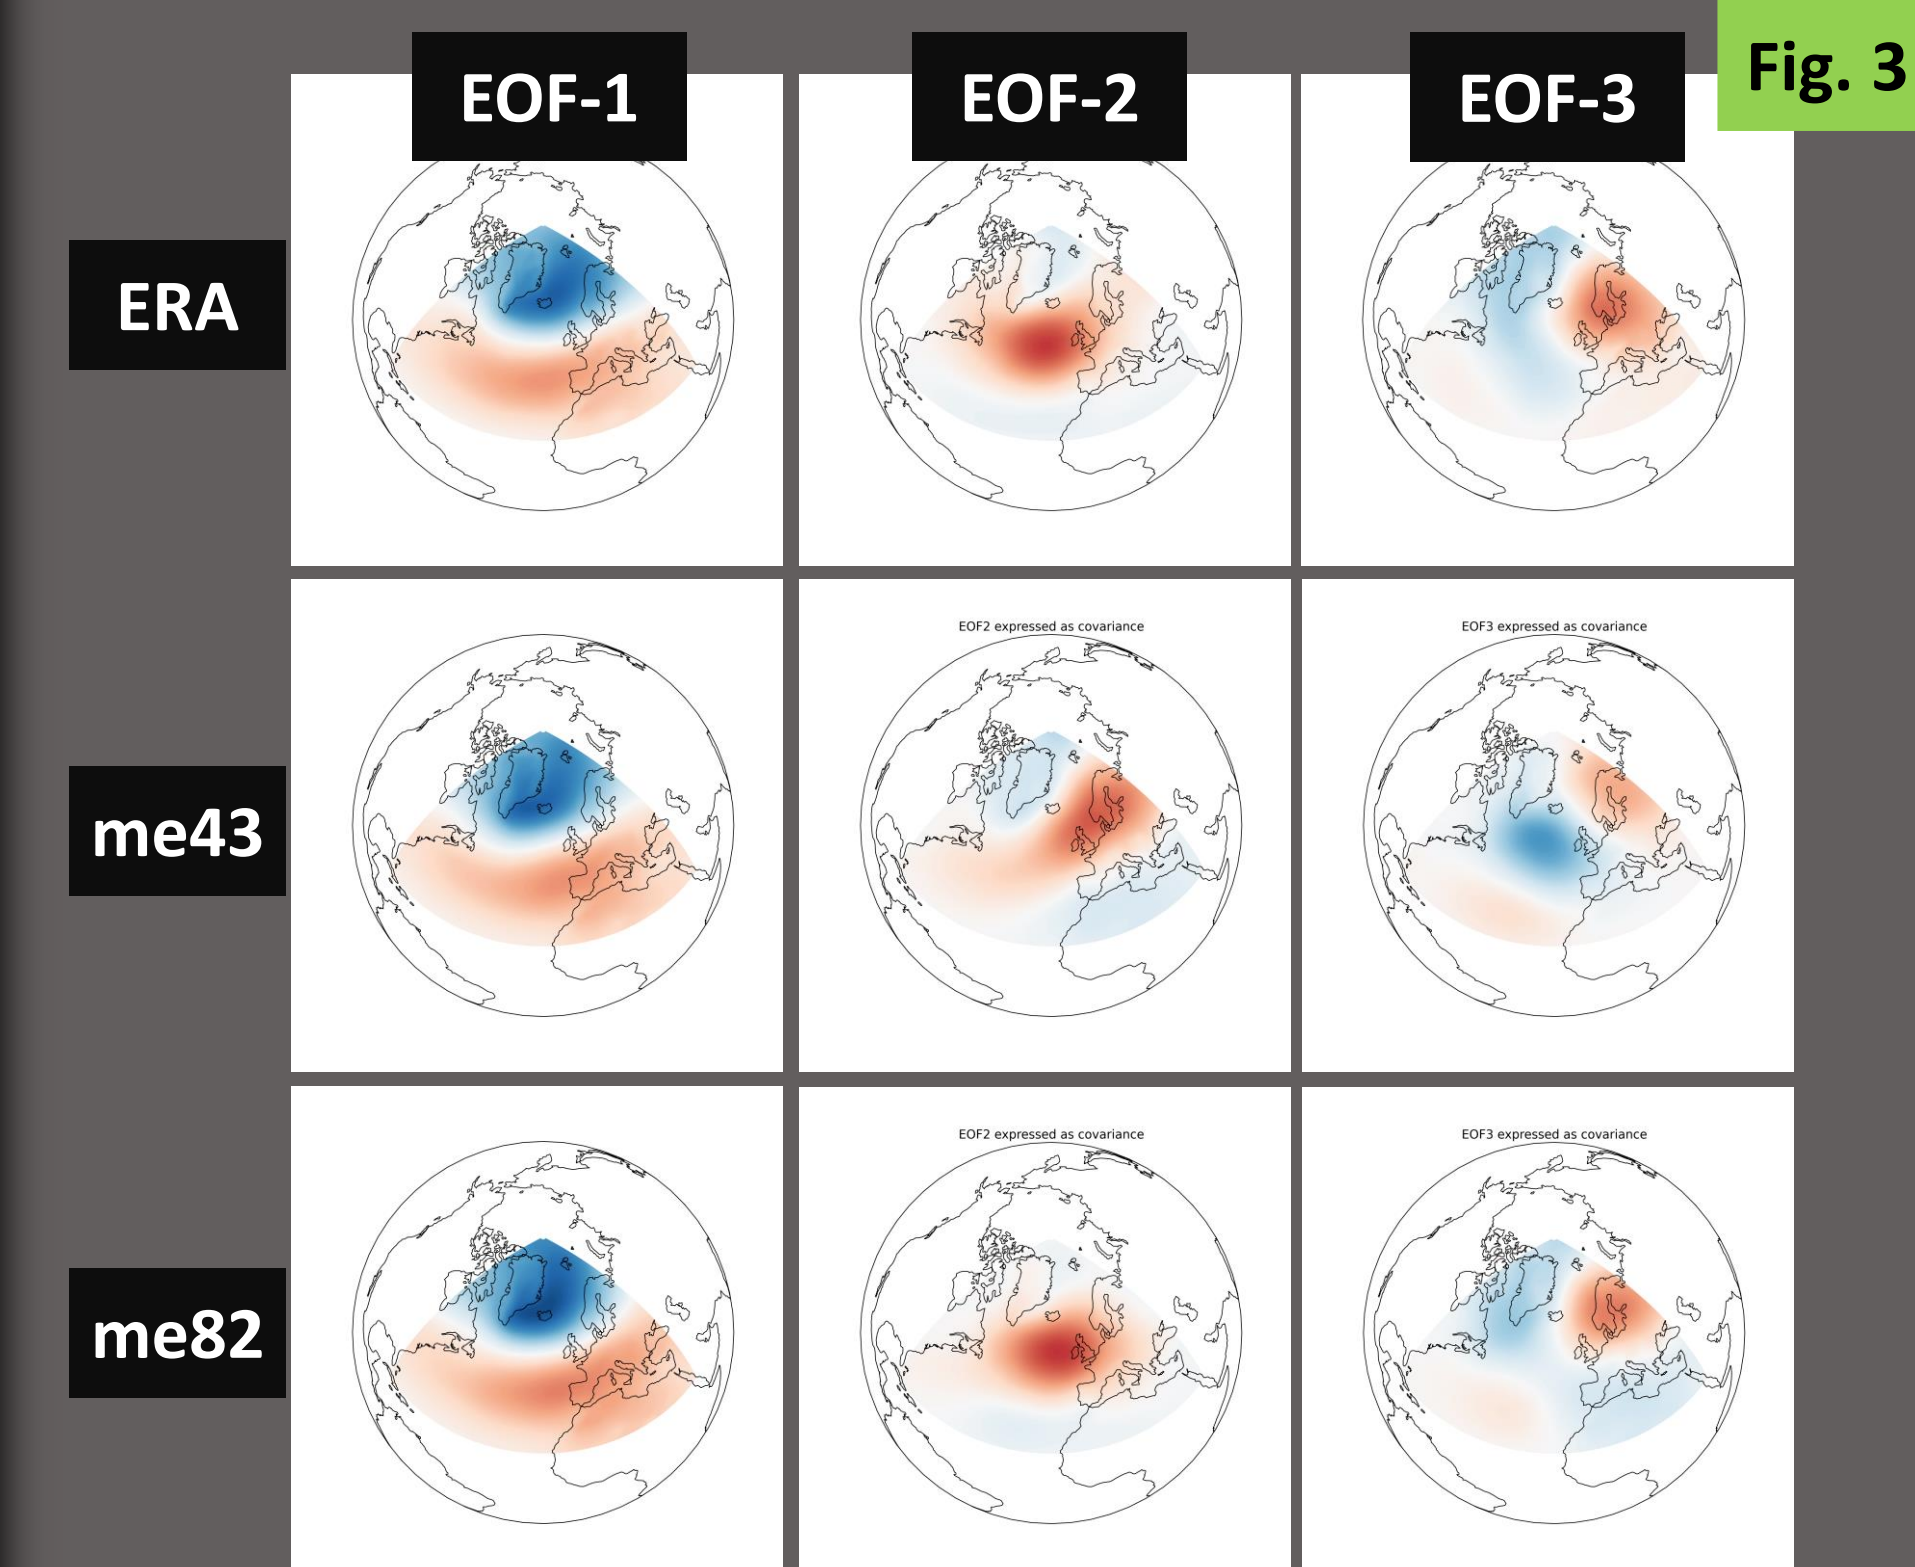 Fig. 3
EOF-1
EOF-2
EOF-3
ERA
me43
EOF2 expressed as covariance
EOF3 expressed as covariance
me82
EOF2 expressed as covariance
EOF3 expressed as covariance